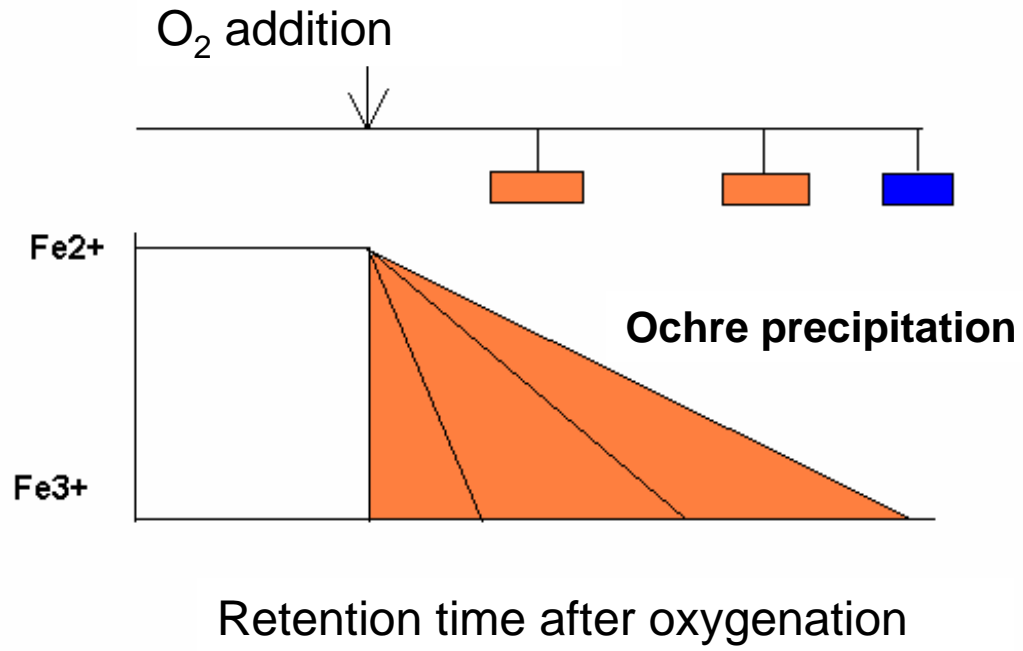 O₂ addition
Fe2+
Ochre precipitation
Fe3+
Retention time after oxygenation